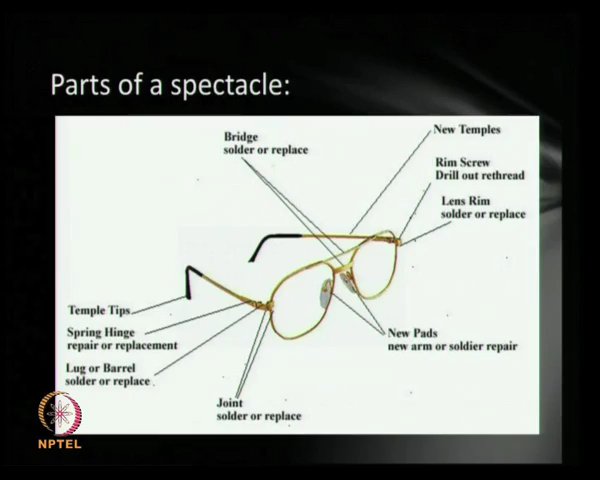 Parts of a spectacle:
Bridge
solder or replace
New Temples
Rim Screw
Drill out rethread
Lens Rim
solder or replace
Temple Tips
Spring Hinge
repair or replacement
Lug or Barrel
solder or replace
New Pads
new arm or soldier repair
Joint
solder or replace
NPTEL